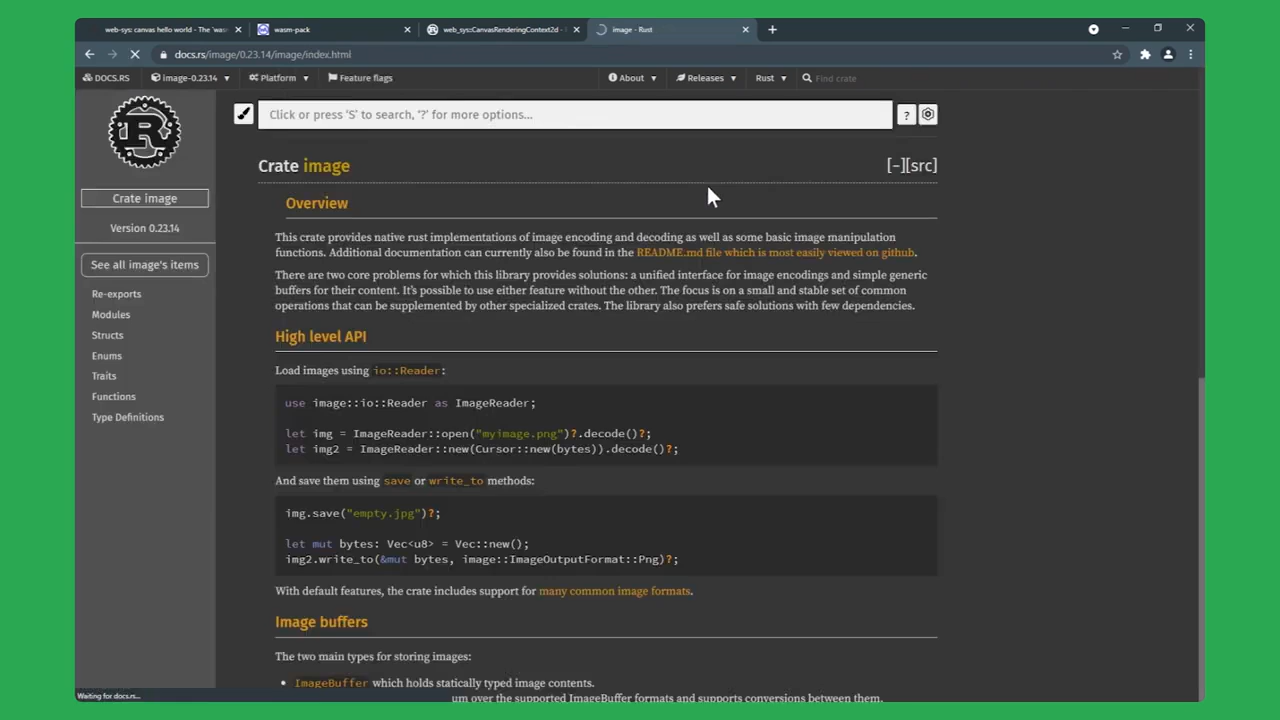 web_sys: canvas hello world - The `was
wasm-pack
web_sys::CanvasRenderingContext2d -
image - Rust
docs.rs/image/0.23.14/image/index.html
DOCS.RS
image-0.23.14
Platform
Feature flags
About
Releases
Rust
Find crate
Click or press ‘S’ to search, ‘?’ for more options…
?
Crate image
[−][src]
Crate image
Version 0.23.14
See all image's items
Re-exports
Modules
Structs
Enums
Traits
Functions
Type Definitions
Overview
This crate provides native rust implementations of image encoding and decoding as well as some basic image manipulation
functions. Additional documentation can currently also be found in the README.md file which is most easily viewed on github.
There are two core problems for which this library provides solutions: a unified interface for image encodings and simple generic
buffers for their content. It’s possible to use either feature without the other. The focus is on a small and stable set of common
operations that can be supplemented by other specialized crates. The library also prefers safe solutions with few dependencies.
High level API
Load images using io::Reader:
use image::io::Reader as ImageReader;
let img = ImageReader::open("myimage.png")?.decode()?;
let img2 = ImageReader::new(Cursor::new(bytes)).decode()?;
And save them using save or write_to methods:
img.save("empty.jpg")?;
let mut bytes: Vec<u8> = Vec::new();
img2.write_to(&mut bytes, image::ImageOutputFormat::Png)?;
With default features, the crate includes support for many common image formats.
Image buffers
The two main types for storing images:
• ImageBuffer which holds statically typed image contents.
um over the supported ImageBuffer formats and supports conversions between them.
Waiting for docs.rs...